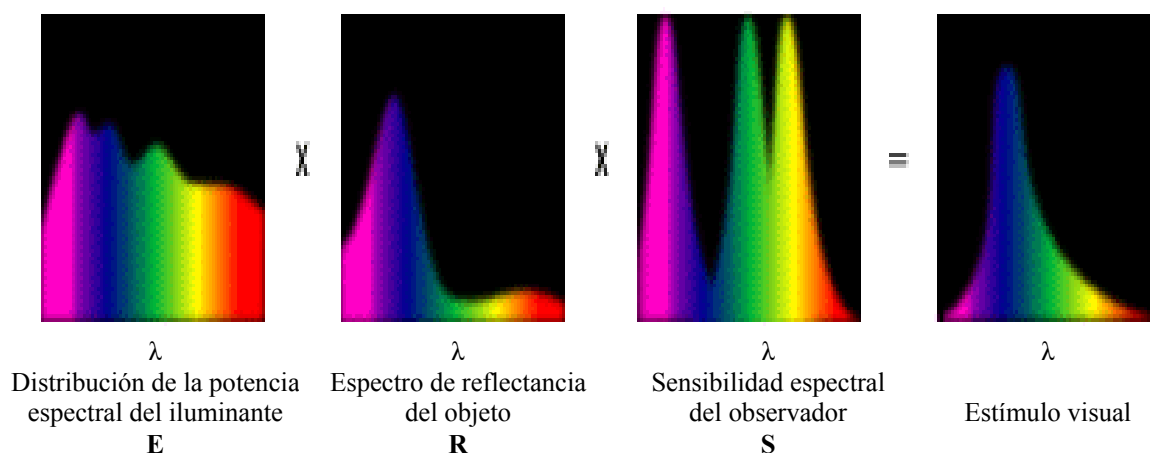 X X =
λ λ λ λ
Distribución de la potencia
espectral del iluminante
E
Espectro de reflectancia
del objeto
R
Sensibilidad espectral
del observador
S
Estímulo visual